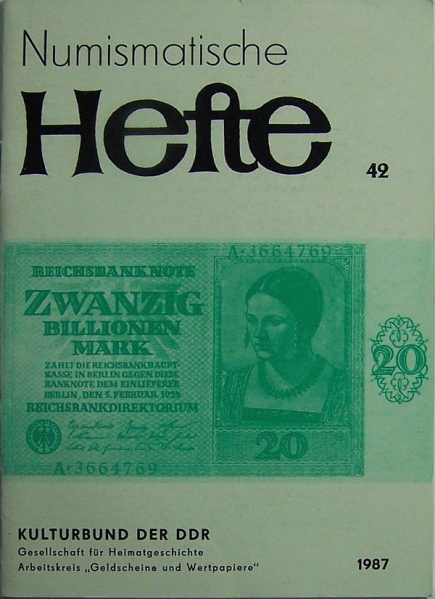 Numismatische
Hefte
42
A·3664769
REICHSBANKNOTE
ZWANZIG
BILLIONEN
MARK
ZAHLT DIE REICHSBANKHAUPT-
KASSE IN BERLIN GEGEN DIESE
BANKNOTE DEM EINLIEFERER
BERLIN, DEN 5. FEBRUAR 1924
REICHSBANKDIREKTORIUM
20
20
A·3664769
KULTURBUND DER DDR
Gesellschaft für Heimatgeschichte
Arbeitskreis „Geldscheine und Wertpapiere"
1987